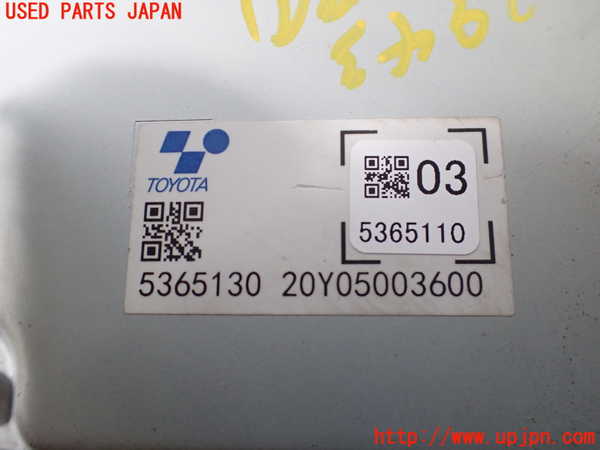 USED PARTS JAPAN
TOYOTA
03
5365110
5365130 20Y05003600
http://www.upjpn.com/